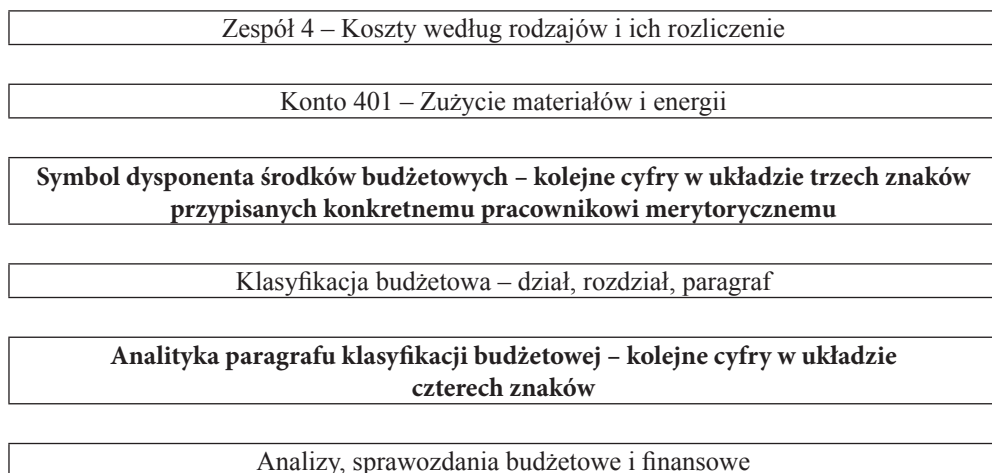 Zespół 4 – Koszty według rodzajów i ich rozliczenie
Konto 401 – Zużycie materiałów i energii
Symbol dysponenta środków budżetowych – kolejne cyfry w układzie trzech znaków
przypisanych konkretnemu pracownikowi merytorycznemu
Klasyfikacja budżetowa – dział, rozdział, paragraf
Analityka paragrafu klasyfikacji budżetowej – kolejne cyfry w układzie
czterech znaków
Analizy, sprawozdania budżetowe i finansowe